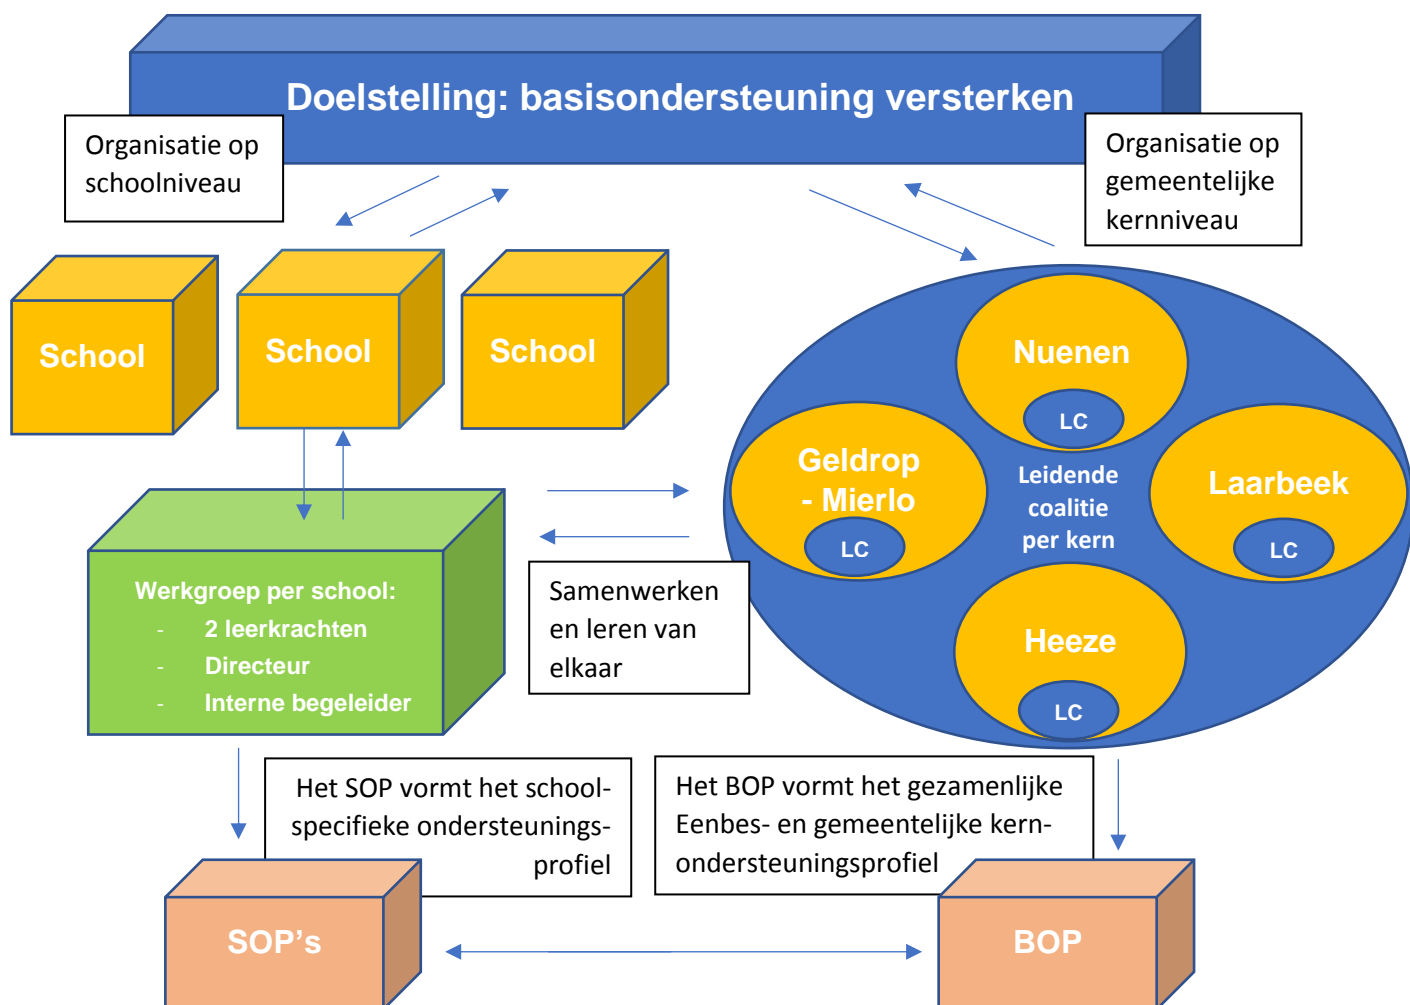 Doelstelling: basisondersteuning versterken
Organisatie op
schoolniveau
Organisatie op
gemeentelijke
kernniveau
School
School
School
Nuenen
LC
Geldrop
- Mierlo
LC
Leidende
coalitie
per kern
Laarbeek
LC
Heeze
LC
Werkgroep per school:
- 2 leerkrachten
- Directeur
- Interne begeleider
Samenwerken
en leren van
elkaar
Het SOP vormt het school-
specifieke ondersteunings-
profiel
Het BOP vormt het gezamenlijke
Eenbes- en gemeentelijke kern-
ondersteuningsprofiel
SOP’s
BOP